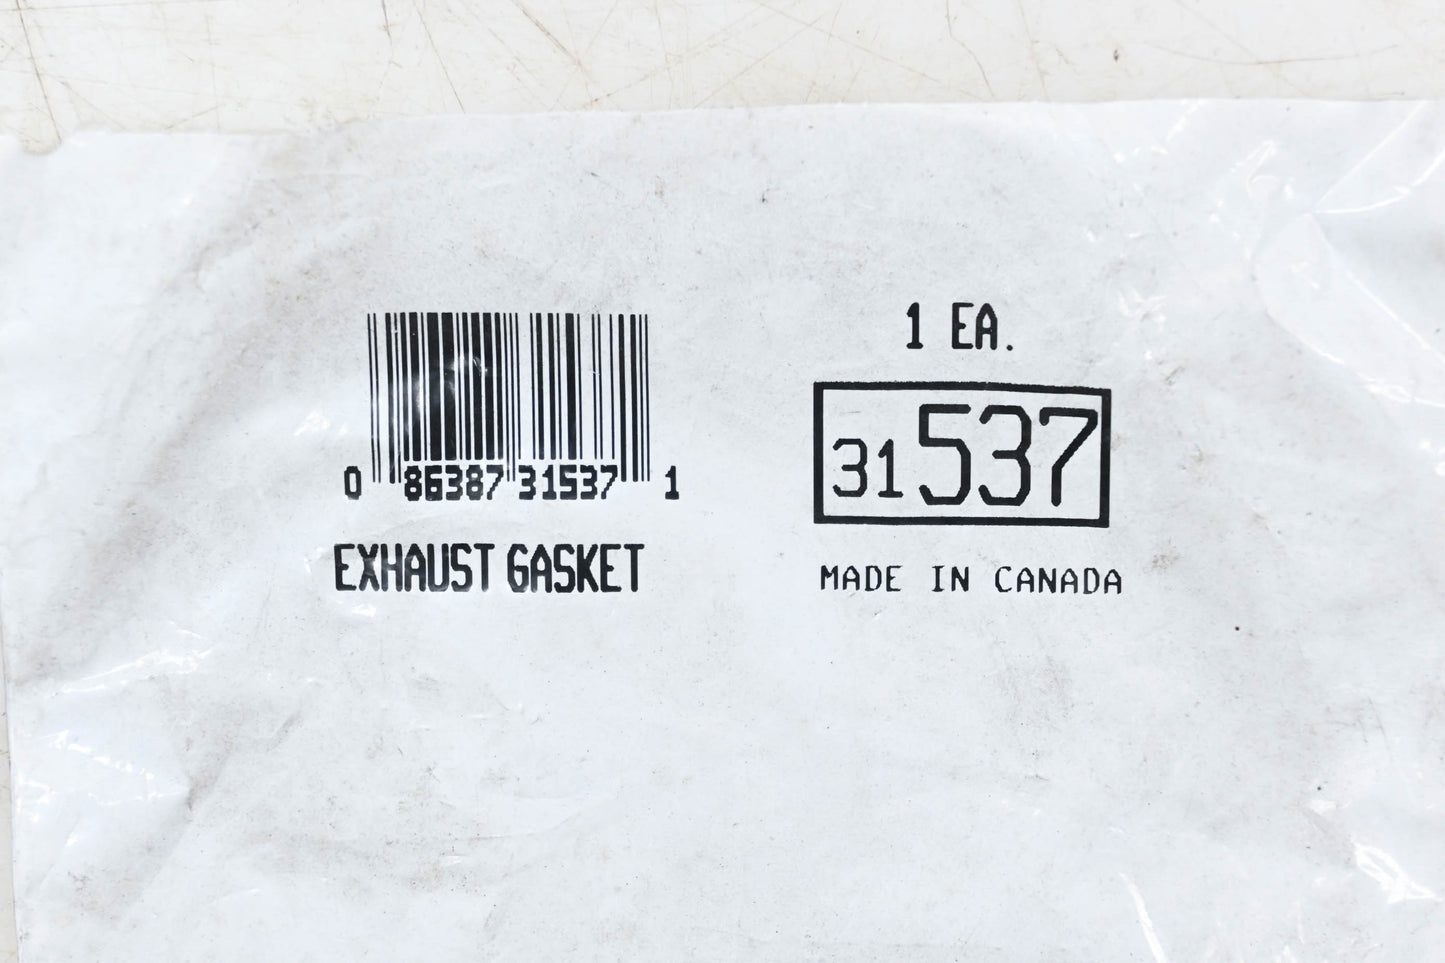 0 86387 31537 1
EXHAUST GASKET
1 EA.
31537
MADE IN CANADA